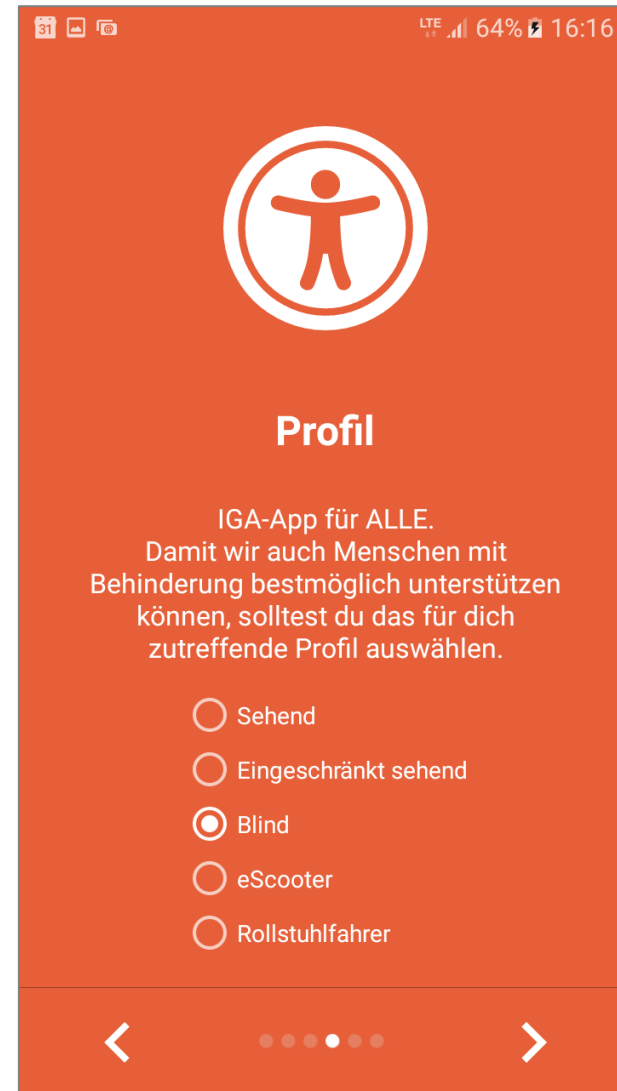 31 @ LTE 64% 16:16
Profil
IGA-App für ALLE.
Damit wir auch Menschen mit
Behinderung bestmöglich unterstützen
können, solltest du das für dich
zutreffende Profil auswählen.
Sehend
Eingeschränkt sehend
Blind
eScooter
Rollstuhlfahrer